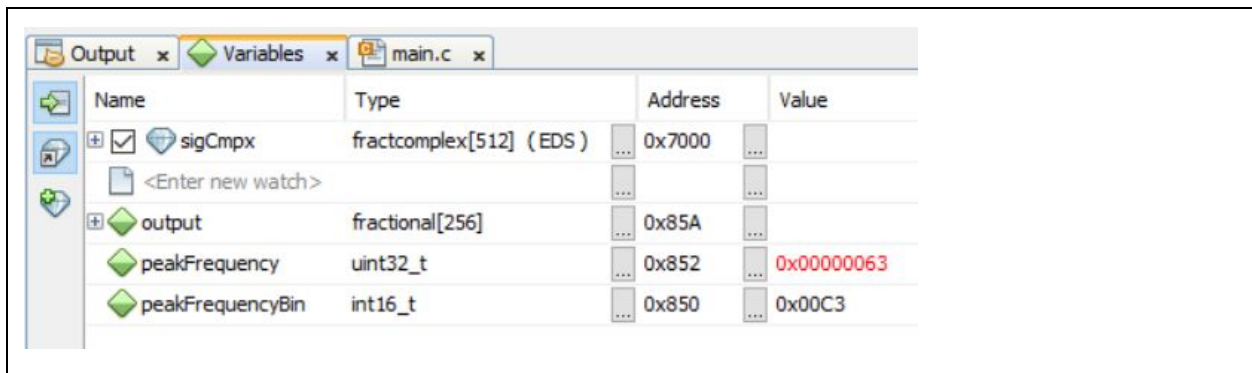 Output x Variables x main.c x
Name Type Address Value
sigCmpx fractcomplex[512] ( EDS ) ... 0x7000 ...
<Enter new watch> ... ...
output fractional[256] ... 0x85A ...
peakFrequency uint32_t ... 0x852 ... 0x00000063
peakFrequencyBin int16_t ... 0x850 ... 0x00C3